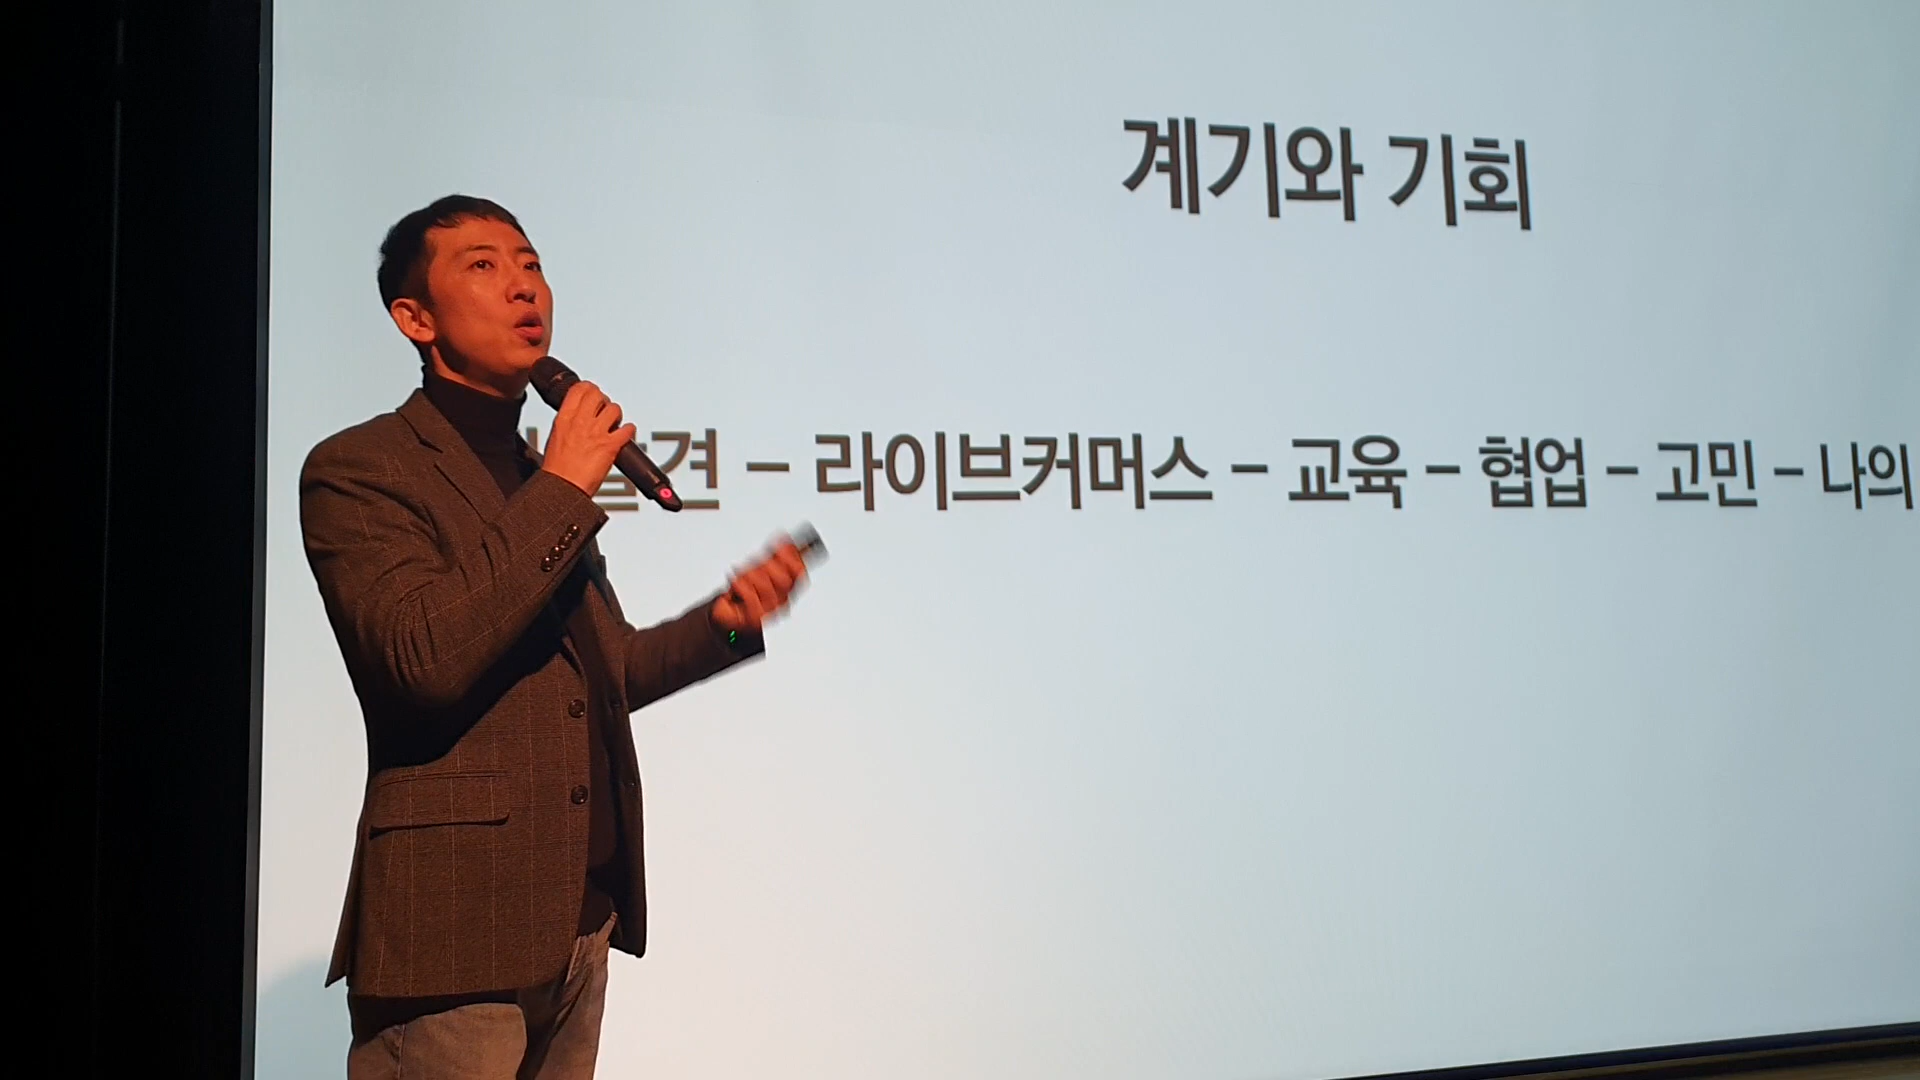 계기와 기회
– 라이브커머스 – 교육 – 협업 – 고민 – 나의